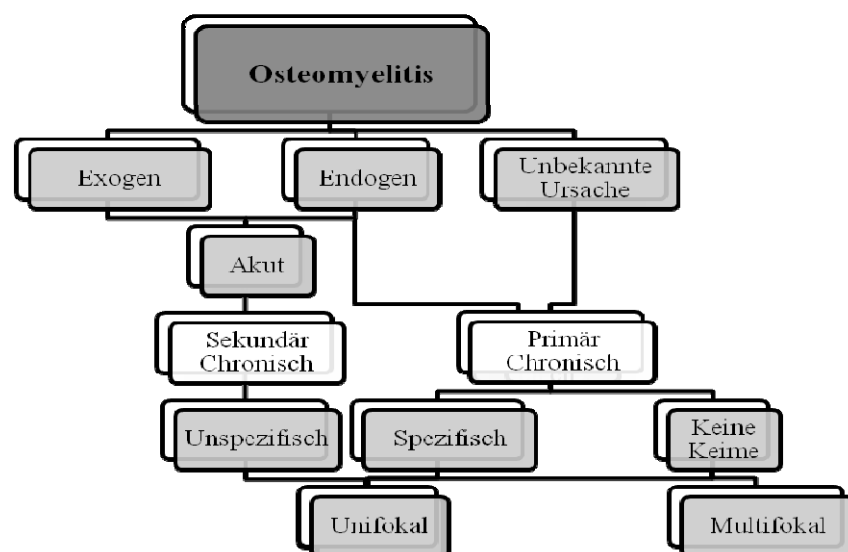 Osteomyelitis
Exogen
Endogen
Unbekannte
Ursache
Akut
Sekundär
Chronisch
Primär
Chronisch
Unspezifisch
Spezifisch
Keine
Keime
Unifokal
Multifokal